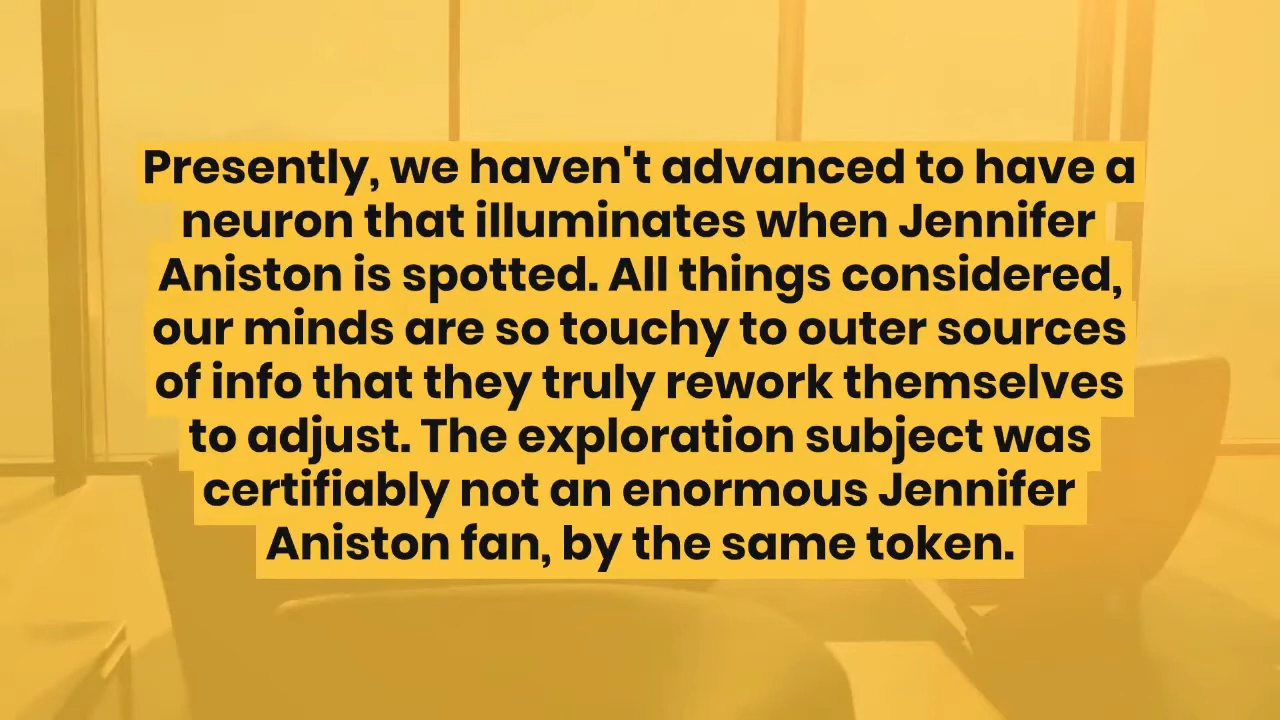 Presently, we haven't advanced to have a
neuron that illuminates when Jennifer
Aniston is spotted. All things considered,
our minds are so touchy to outer sources
of info that they truly rework themselves
to adjust. The exploration subject was
certifiably not an enormous Jennifer
Aniston fan, by the same token.